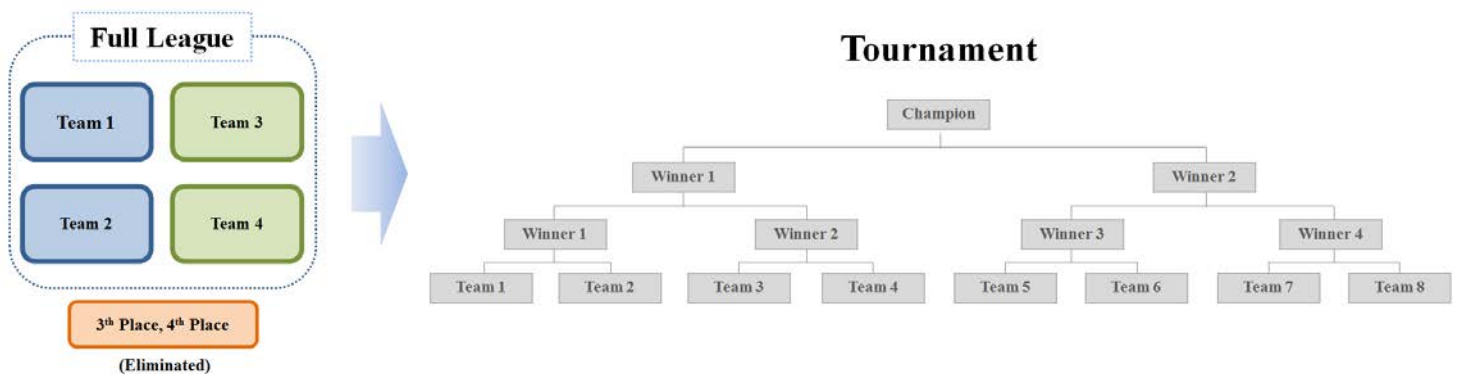 Full League
Team 1
Team 3
Team 2
Team 4
3th Place, 4th Place
(Eliminated)
Tournament
Champion
Winner 1
Winner 2
Winner 1
Winner 2
Winner 3
Winner 4
Team 1
Team 2
Team 3
Team 4
Team 5
Team 6
Team 7
Team 8